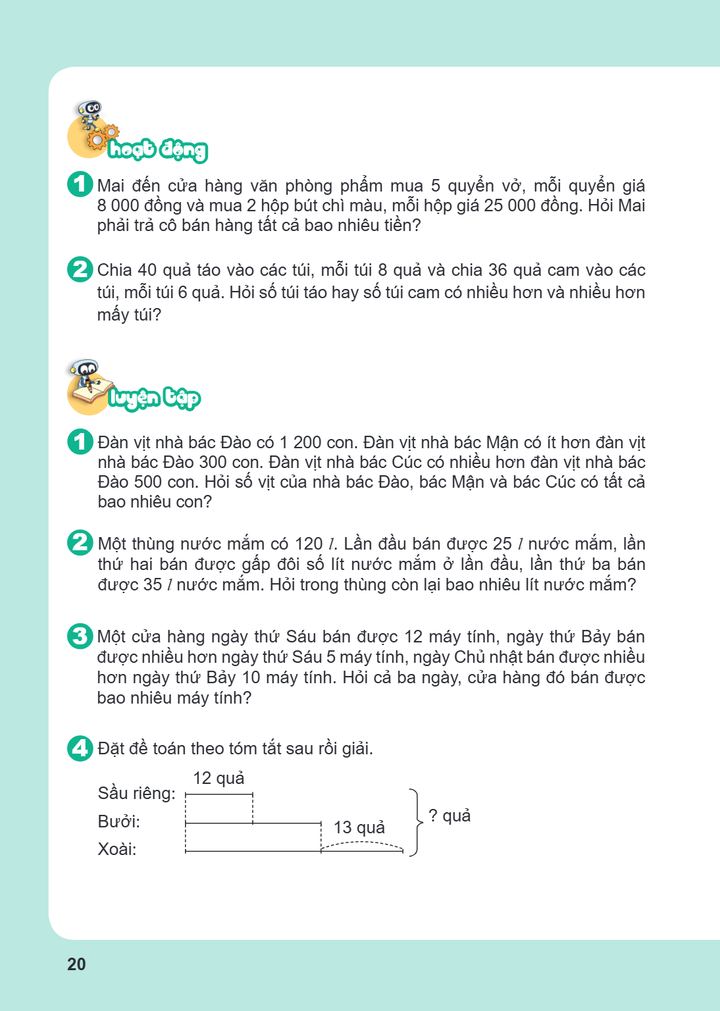 hoạt động
1 Mai đến cửa hàng văn phòng phẩm mua 5 quyển vở, mỗi quyển giá
8 000 đồng và mua 2 hộp bút chì màu, mỗi hộp giá 25 000 đồng. Hỏi Mai
phải trả cô bán hàng tất cả bao nhiêu tiền?
2 Chia 40 quả táo vào các túi, mỗi túi 8 quả và chia 36 quả cam vào các
túi, mỗi túi 6 quả. Hỏi số túi táo hay số túi cam có nhiều hơn và nhiều hơn
mấy túi?
luyện tập
1 Đàn vịt nhà bác Đào có 1 200 con. Đàn vịt nhà bác Mận có ít hơn đàn vịt
nhà bác Đào 300 con. Đàn vịt nhà bác Cúc có nhiều hơn đàn vịt nhà bác
Đào 500 con. Hỏi số vịt của nhà bác Đào, bác Mận và bác Cúc có tất cả
bao nhiêu con?
2 Một thùng nước mắm có 120 l. Lần đầu bán được 25 l nước mắm, lần
thứ hai bán được gấp đôi số lít nước mắm ở lần đầu, lần thứ ba bán
được 35 l nước mắm. Hỏi trong thùng còn lại bao nhiêu lít nước mắm?
3 Một cửa hàng ngày thứ Sáu bán được 12 máy tính, ngày thứ Bảy bán
được nhiều hơn ngày thứ Sáu 5 máy tính, ngày Chủ nhật bán được nhiều
hơn ngày thứ Bảy 10 máy tính. Hỏi cả ba ngày, cửa hàng đó bán được
bao nhiêu máy tính?
4 Đặt đề toán theo tóm tắt sau rồi giải.
12 quả
Sầu riêng:
Bưởi:
13 quả
? quả
Xoài:
20